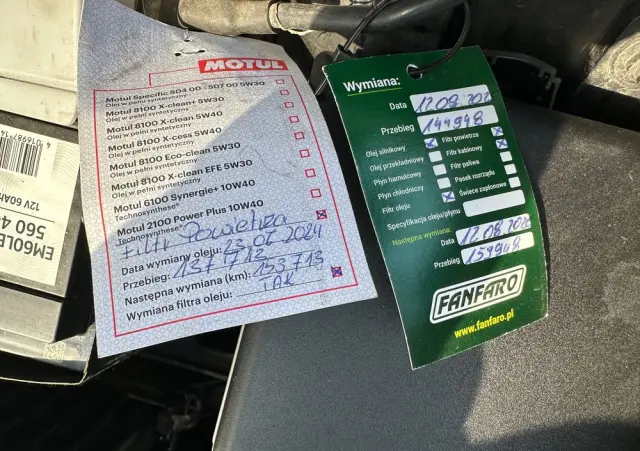 MOTUL
Motul Specific 504 00 - 507 00 5W30
Olej w pełni syntetyczny
Motul 8100 X-clean+ 5W30
Olej w pełni syntetyczny
Motul 8100 X-clean 5W40
Olej w pełni syntetyczny
Motul 8100 X-cess 5W40
Olej w pełni syntetyczny
Motul 8100 Eco-clean 5W30
Olej w pełni syntetyczny
Motul 8100 X-clean EFE 5W30
Olej w pełni syntetyczny
Motul 6100 Synergie+ 10W40
Technosynthese®
Motul 2100 Power Plus 10W40
Technosynthese®
Filtr Powietrza
Data wymiany oleju: 23.07.2024
Przebieg: 137 713
Następna wymiana (km): 153 713
Wymiana filtra oleju: TAK
Wymiana:
Data 12.08.202
Przebieg 144948
Olej silnikowy Filtr powietrza
Olej przekładniowy Filtr kabinowy
Płyn hamulcowy Filtr paliwa
Płyn chłodniczy Pasek rozrządu
Filtr oleju Świece zapłonowe
Specyfikacja oleju/płynu
Następna wymiana:
Data 12.08.202
Przebieg 159948
FANFARO
www.fanfaro.pl
12V 60AH
560 40